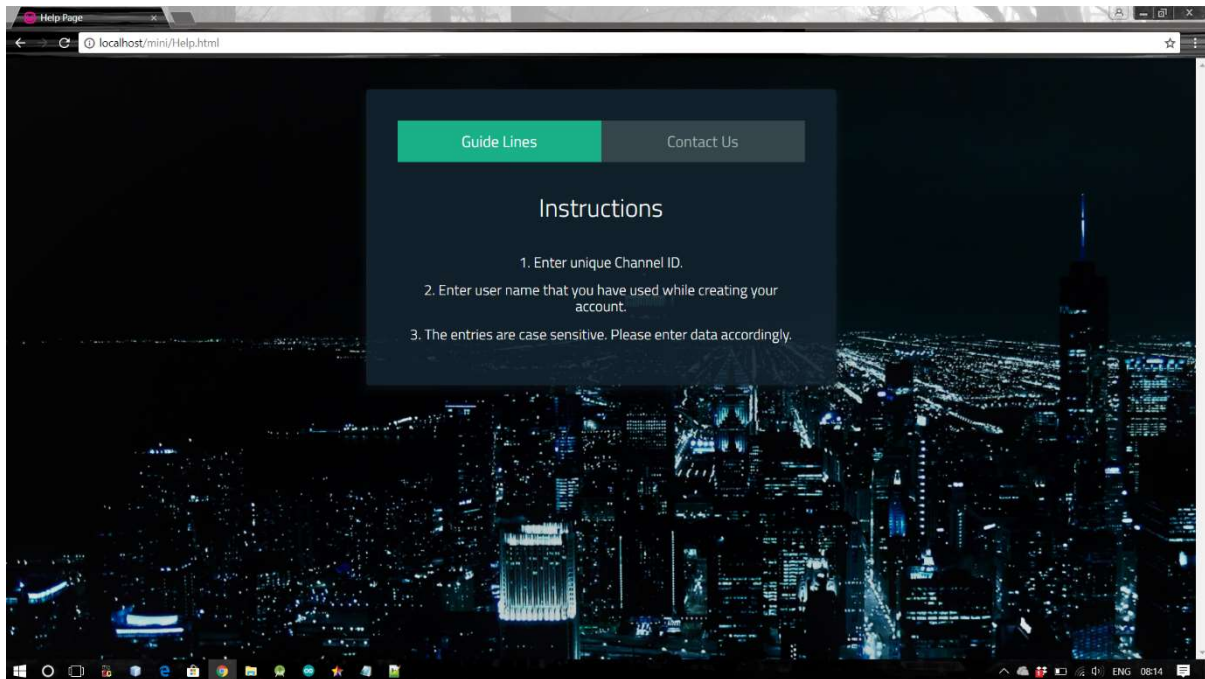 Help Page
localhost/mini/Help.html
Guide Lines
Contact Us
Instructions
1. Enter unique Channel ID.
2. Enter user name that you have used while creating your
account.
3. The entries are case sensitive. Please enter data accordingly.
ENG
08:14